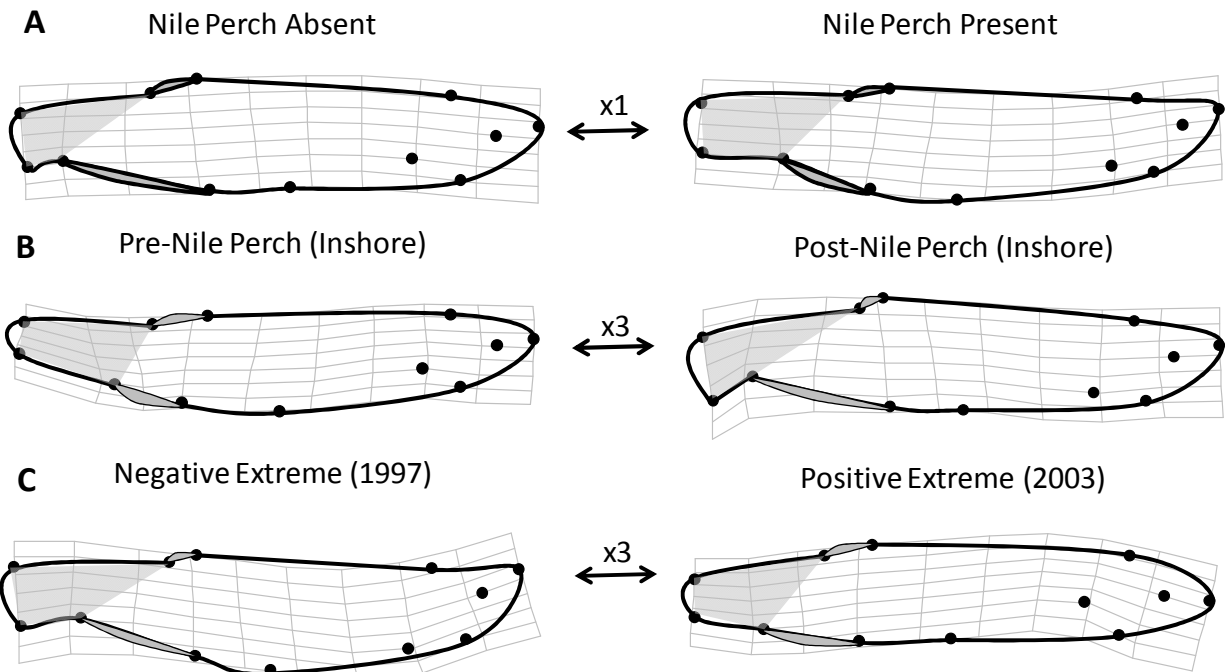 A
Nile Perch Absent
Nile Perch Present
x1
B
Pre-Nile Perch (Inshore)
Post-Nile Perch (Inshore)
x3
C
Negative Extreme (1997)
Positive Extreme (2003)
x3